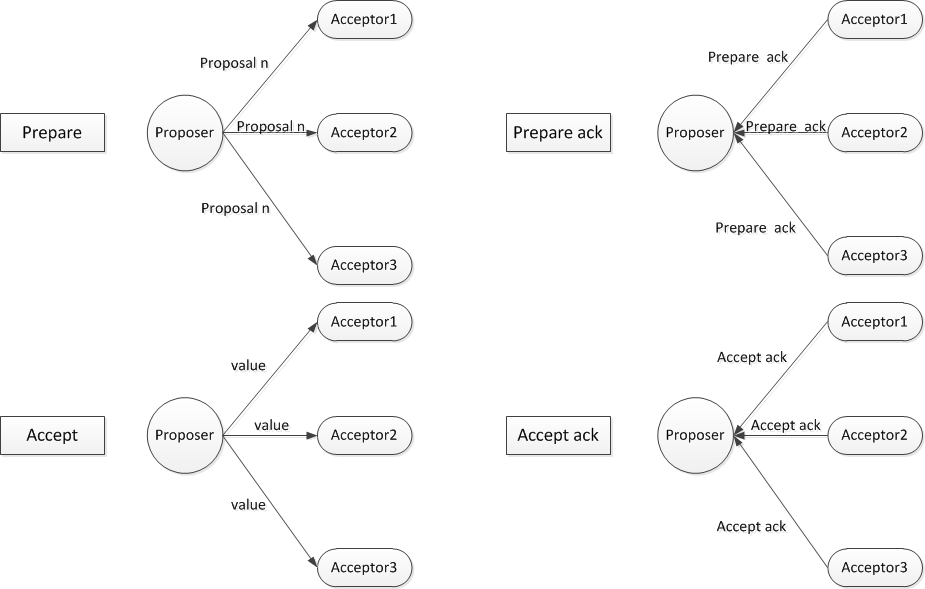 Prepare
Proposer
Proposal n
Proposal n
Proposal n
Acceptor1
Acceptor2
Acceptor3
Prepare ack
Proposer
Prepare ack
Prepare ack
Prepare ack
Acceptor1
Acceptor2
Acceptor3
Accept
Proposer
value
value
value
Acceptor1
Acceptor2
Acceptor3
Accept ack
Proposer
Accept ack
Accept ack
Accept ack
Acceptor1
Acceptor2
Acceptor3